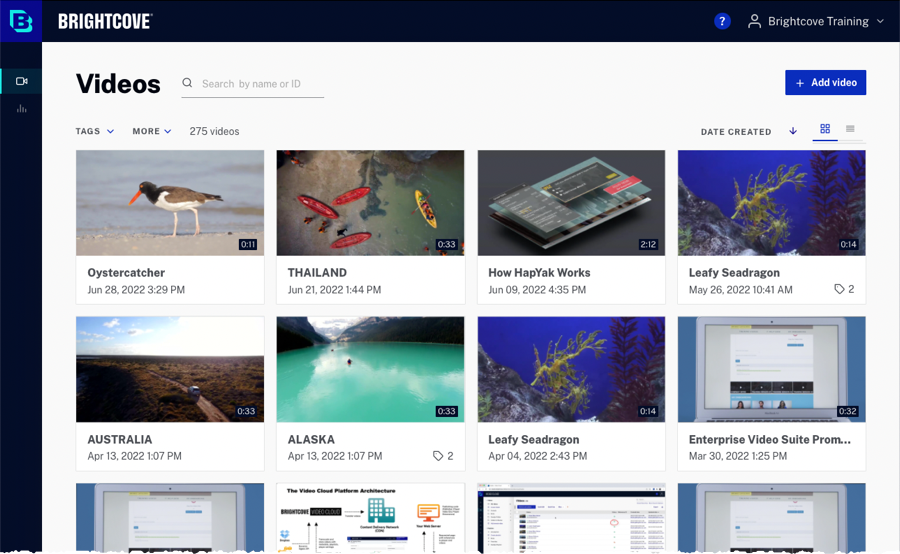 BRIGHTCOVE
?
Brightcove Training
Videos
Search by name or ID
+ Add video
TAGS
MORE
275 videos
DATE CREATED
0:11
0:33
2:12
0:14
Oystercatcher
THAILAND
How HapYak Works
Leafy Seadragon
Jun 28, 2022 3:29 PM
Jun 21, 2022 1:44 PM
Jun 09, 2022 4:35 PM
May 26, 2022 10:41 AM
2
0:33
0:33
0:14
0:32
AUSTRALIA
ALASKA
Leafy Seadragon
Enterprise Video Suite Prom...
Apr 13, 2022 1:07 PM
Apr 13, 2022 1:07 PM
2
Apr 04, 2022 2:43 PM
Mar 30, 2022 1:25 PM
The Video Cloud Platform Architecture
BRIGHTCOVE VIDEO CLOUD
Content Delivery Network
(CDN)
Your Web Server